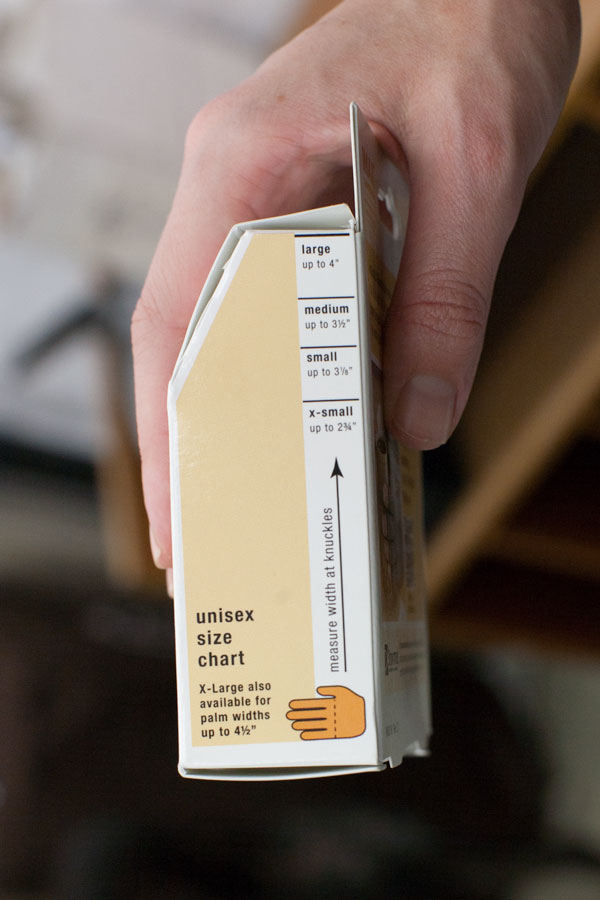 large
up to 4"
medium
up to 3½"
small
up to 3⅛"
x-small
up to 2¾"
measure width at knuckles
unisex
size
chart
X-Large also
available for
palm widths
up to 4½"